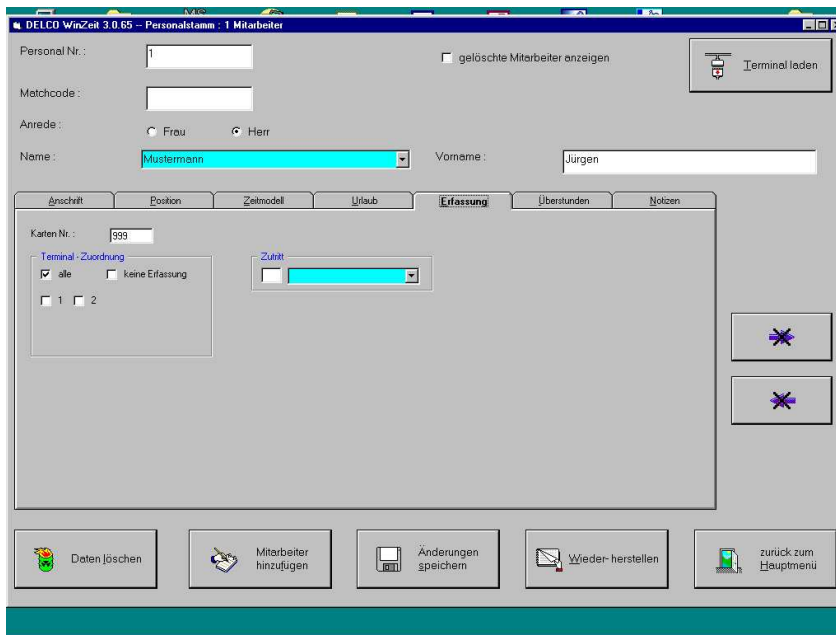 DELCO WinZeit 3.0.65 -- Personalstamm : 1 Mitarbeiter
Personal Nr. : 1
gelöschte Mitarbeiter anzeigen
Terminal laden
Matchcode :
Anrede :
Frau Herr
Name : Mustermann
Vorname : Jürgen
Anschrift Position Zeitmodell Urlaub Erfassung Überstunden Notizen
Karten Nr. : 999
Terminal - Zuordnung
Zutritt
alle keine Erfassung
1 2
Daten löschen
Mitarbeiter
hinzufügen
Änderungen
speichern
Wieder- herstellen
zurück zum
Hauptmenü